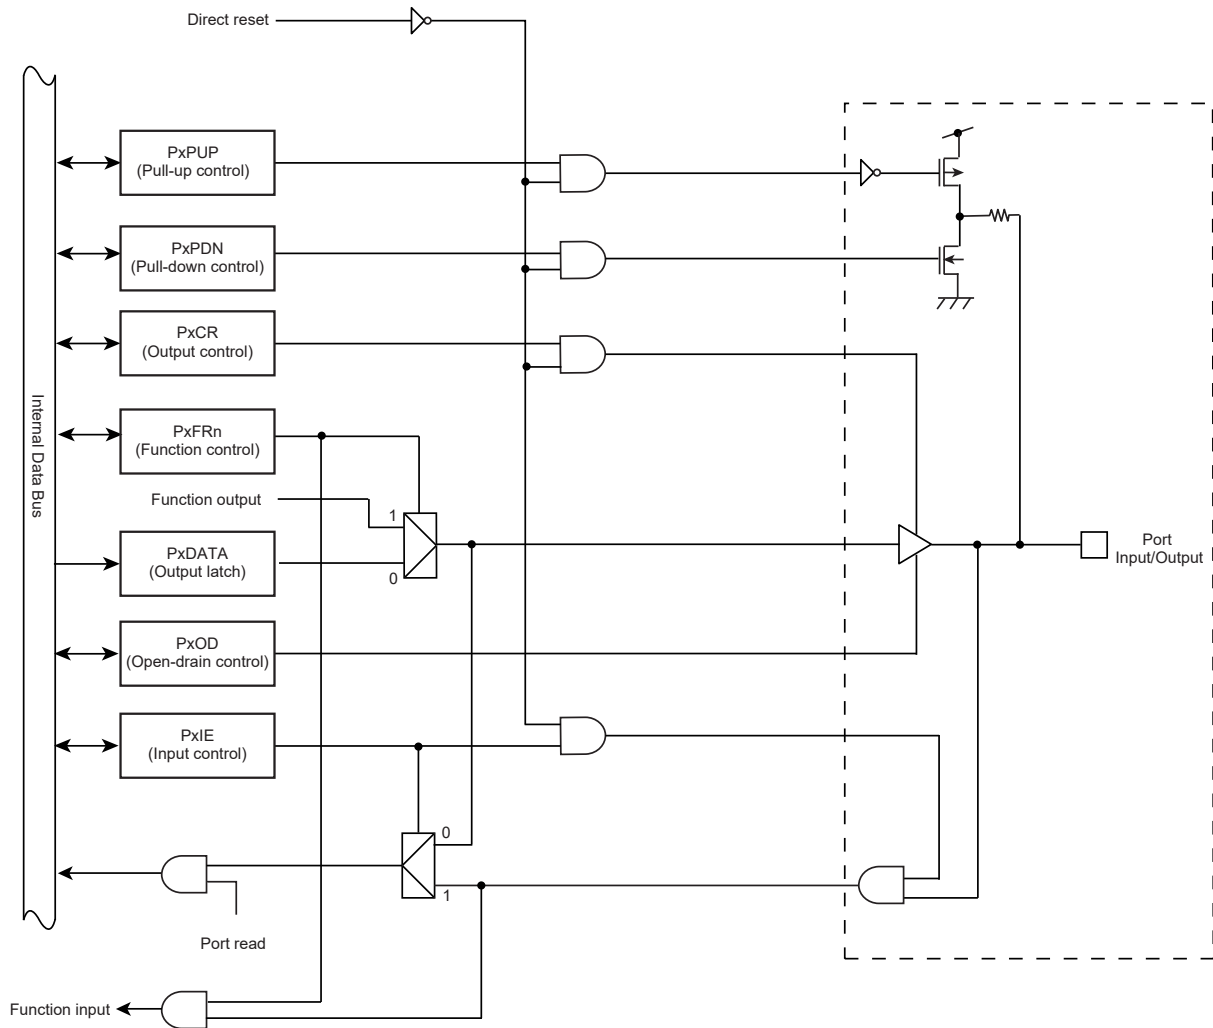 Direct reset
PxPUP
(Pull-up control)
PxPDN
(Pull-down control)
PxCR
(Output control)
Internal Data Bus
PxFRn
(Function control)
Function output
1
0
PxDATA
(Output latch)
Port
Input/Output
PxOD
(Open-drain control)
PxIE
(Input control)
0
1
Port read
Function input